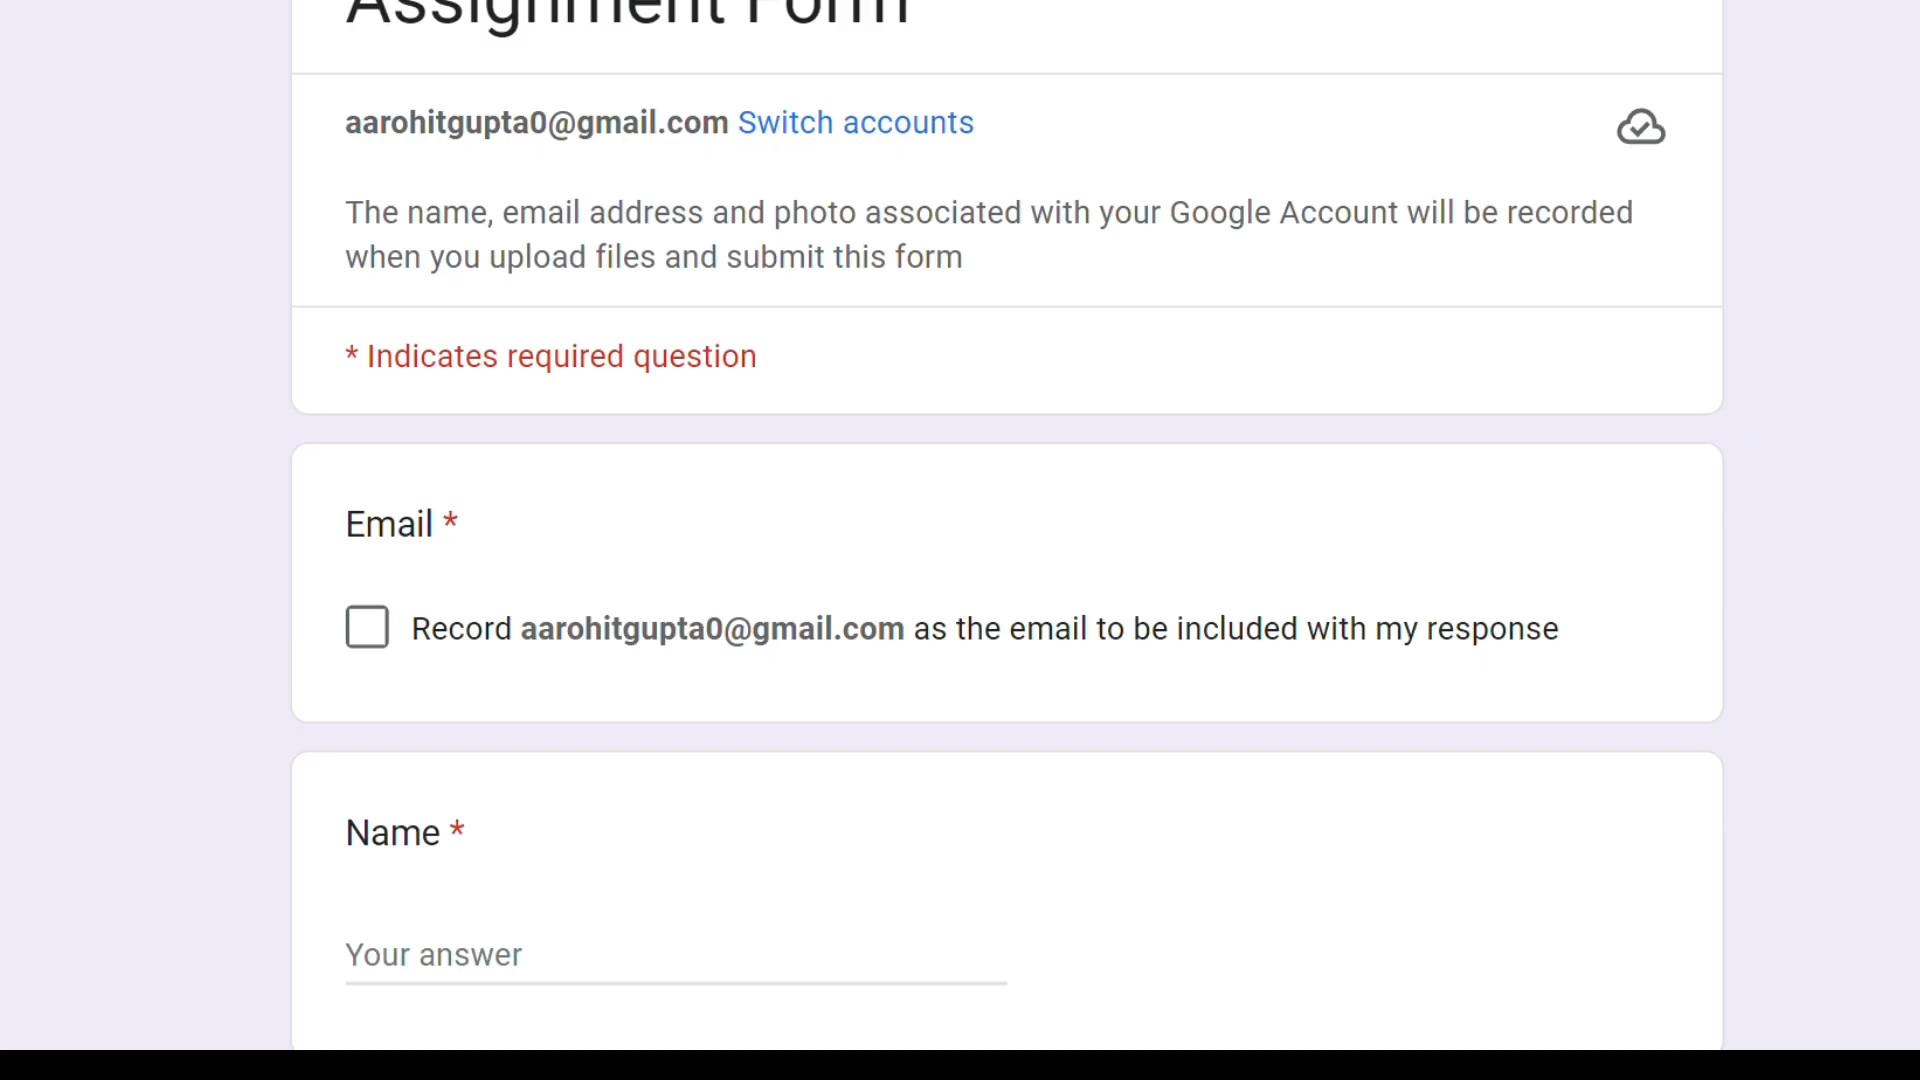 Assignment Form
aarohitgupta0@gmail.com Switch accounts
The name, email address and photo associated with your Google Account will be recorded
when you upload files and submit this form
* Indicates required question
Email *
Record aarohitgupta0@gmail.com as the email to be included with my response
Name *
Your answer